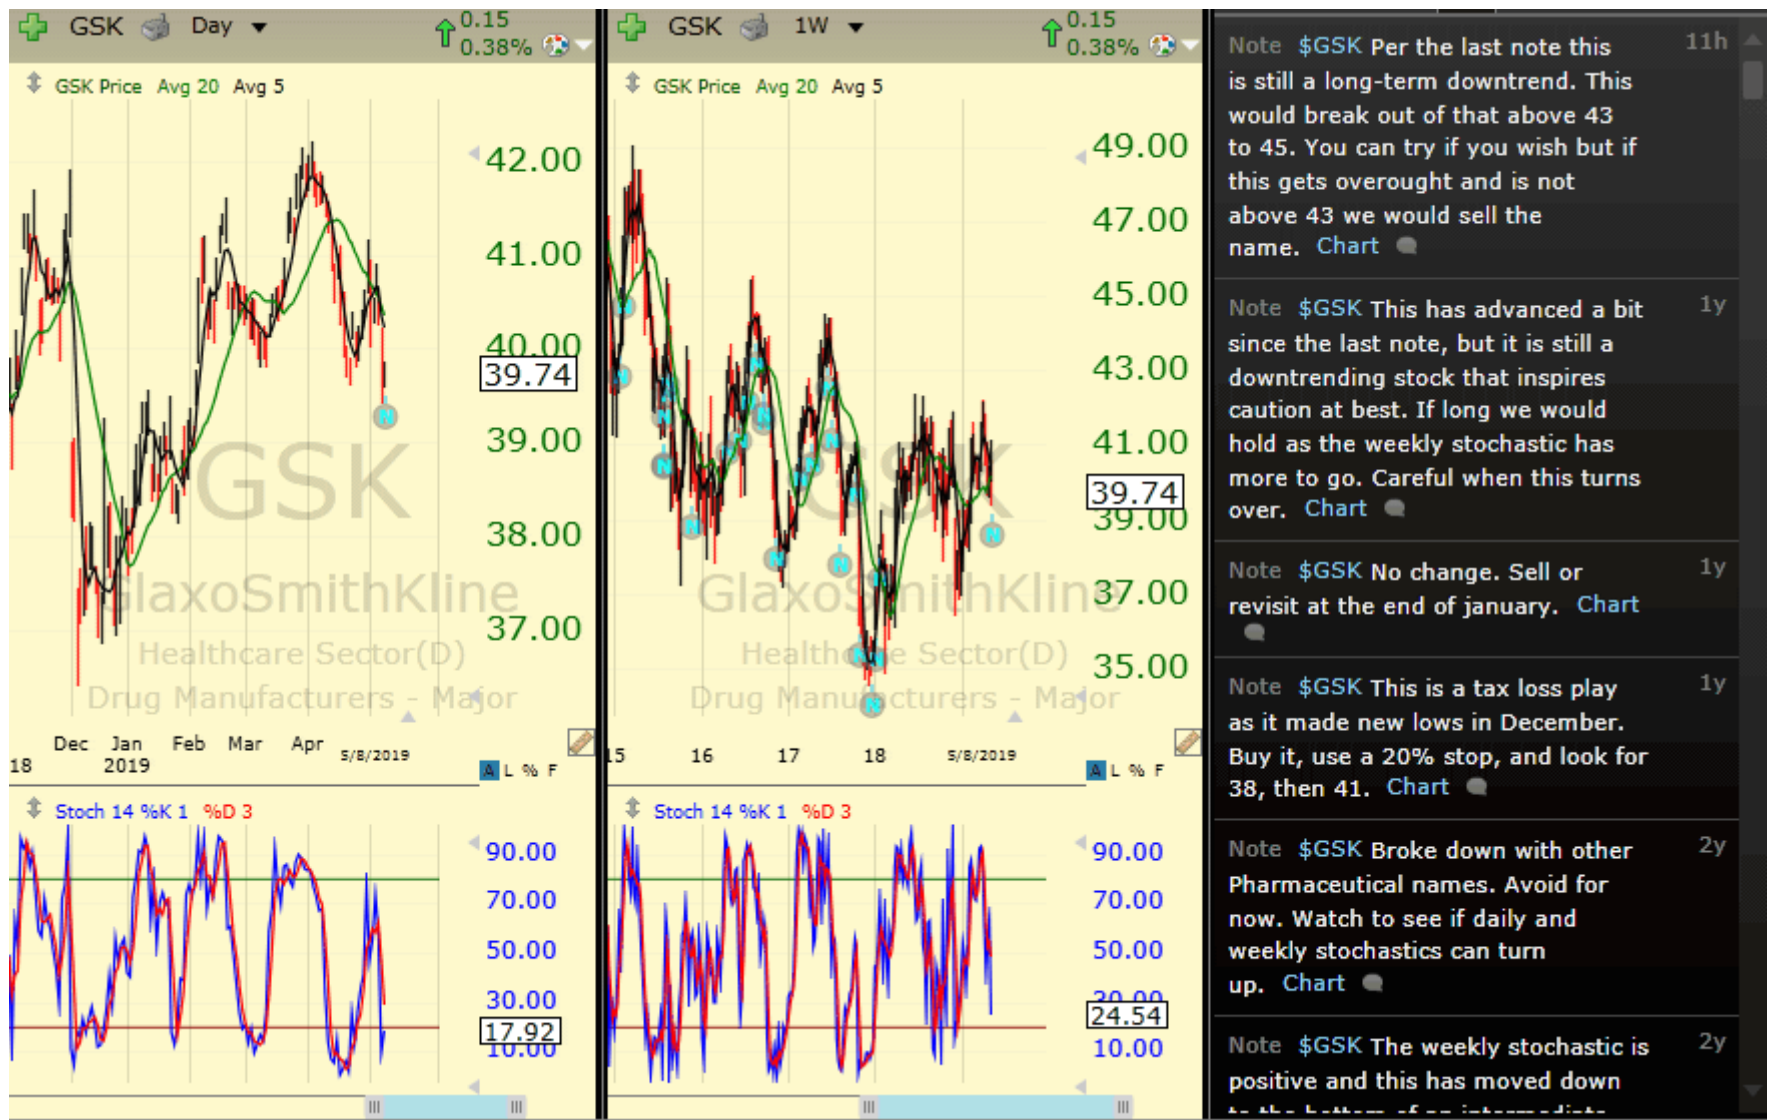 GSK Day
0.15
0.38%
GSK Price Avg 20 Avg 5
42.00
41.00
40.00
39.74
39.00
38.00
37.00
N
GSK
GlaxoSmithKline
Healthcare Sector(D)
Drug Manufacturers - Major
Dec Jan Feb Mar Apr 5/8/2019
18 2019
A L % F
Stoch 14 %K 1 %D 3
90.00
70.00
50.00
30.00
17.92
10.00
GSK 1W
0.15
0.38%
GSK Price Avg 20 Avg 5
49.00
47.00
45.00
43.00
41.00
39.74
39.00
37.00
35.00
GSK
GlaxoSmithKline
Healthcare Sector(D)
Drug Manufacturers - Major
15 16 17 18 5/8/2019
A L % F
Stoch 14 %K 1 %D 3
90.00
70.00
50.00
30.00
24.54
10.00
Note $GSK Per the last note this 11h
is still a long-term downtrend. This
would break out of that above 43
to 45. You can try if you wish but if
this gets overought and is not
above 43 we would sell the
name. Chart
Note $GSK This has advanced a bit 1y
since the last note, but it is still a
downtrending stock that inspires
caution at best. If long we would
hold as the weekly stochastic has
more to go. Careful when this turns
over. Chart
Note $GSK No change. Sell or 1y
revisit at the end of january. Chart
Note $GSK This is a tax loss play 1y
as it made new lows in December.
Buy it, use a 20% stop, and look for
38, then 41. Chart
Note $GSK Broke down with other 2y
Pharmaceutical names. Avoid for
now. Watch to see if daily and
weekly stochastics can turn
up. Chart
Note $GSK The weekly stochastic is 2y
positive and this has moved down